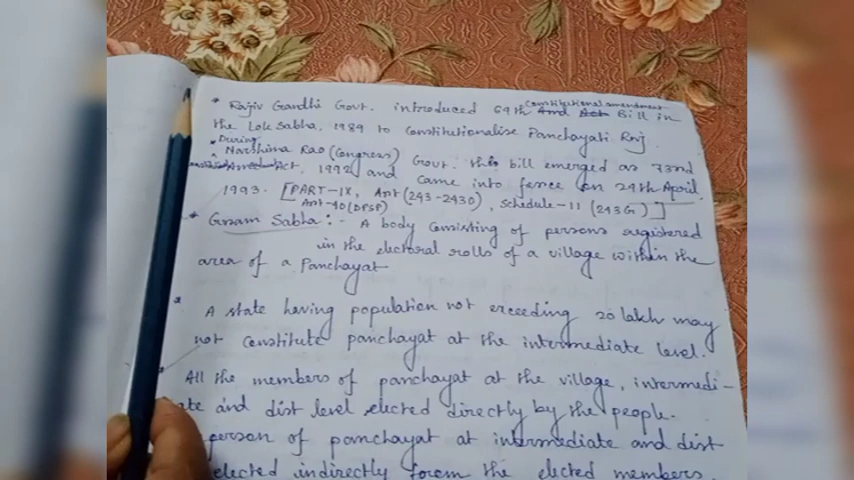 * Rajiv Gandhi Govt. introduced 64th Constitutional amendment Bill in
the Lok Sabha, 1989 to Constitutionalise Panchayati Raj.
* During
Narshima Rao (Congress) Govt. this bill emerged as 73rd
Act, 1992 and came into force on 24th April,
1993. [PART-IX, Art (243-243O), Schedule-11 (243G)]
Art-40 (DPSP)
* Gram Sabha :- A body consisting of persons registered
in the electoral rolls of a village within the
area of a Panchayat
* A state having population not exceeding 20 lakh may
not constitute panchayat at the intermediate level.
* All the members of panchayat at the village, intermedi-
ate and dist level elected directly by the people.
person of panchayat at intermediate and dist
elected indirectly from the elected members.